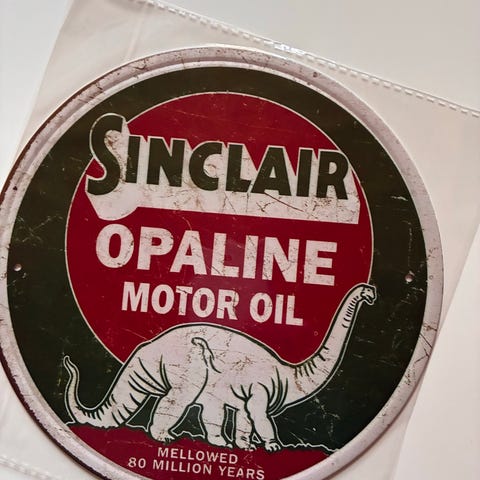 SINCLAIR
OPALINE
MOTOR OIL
MELLOWED
80 MILLION YEARS